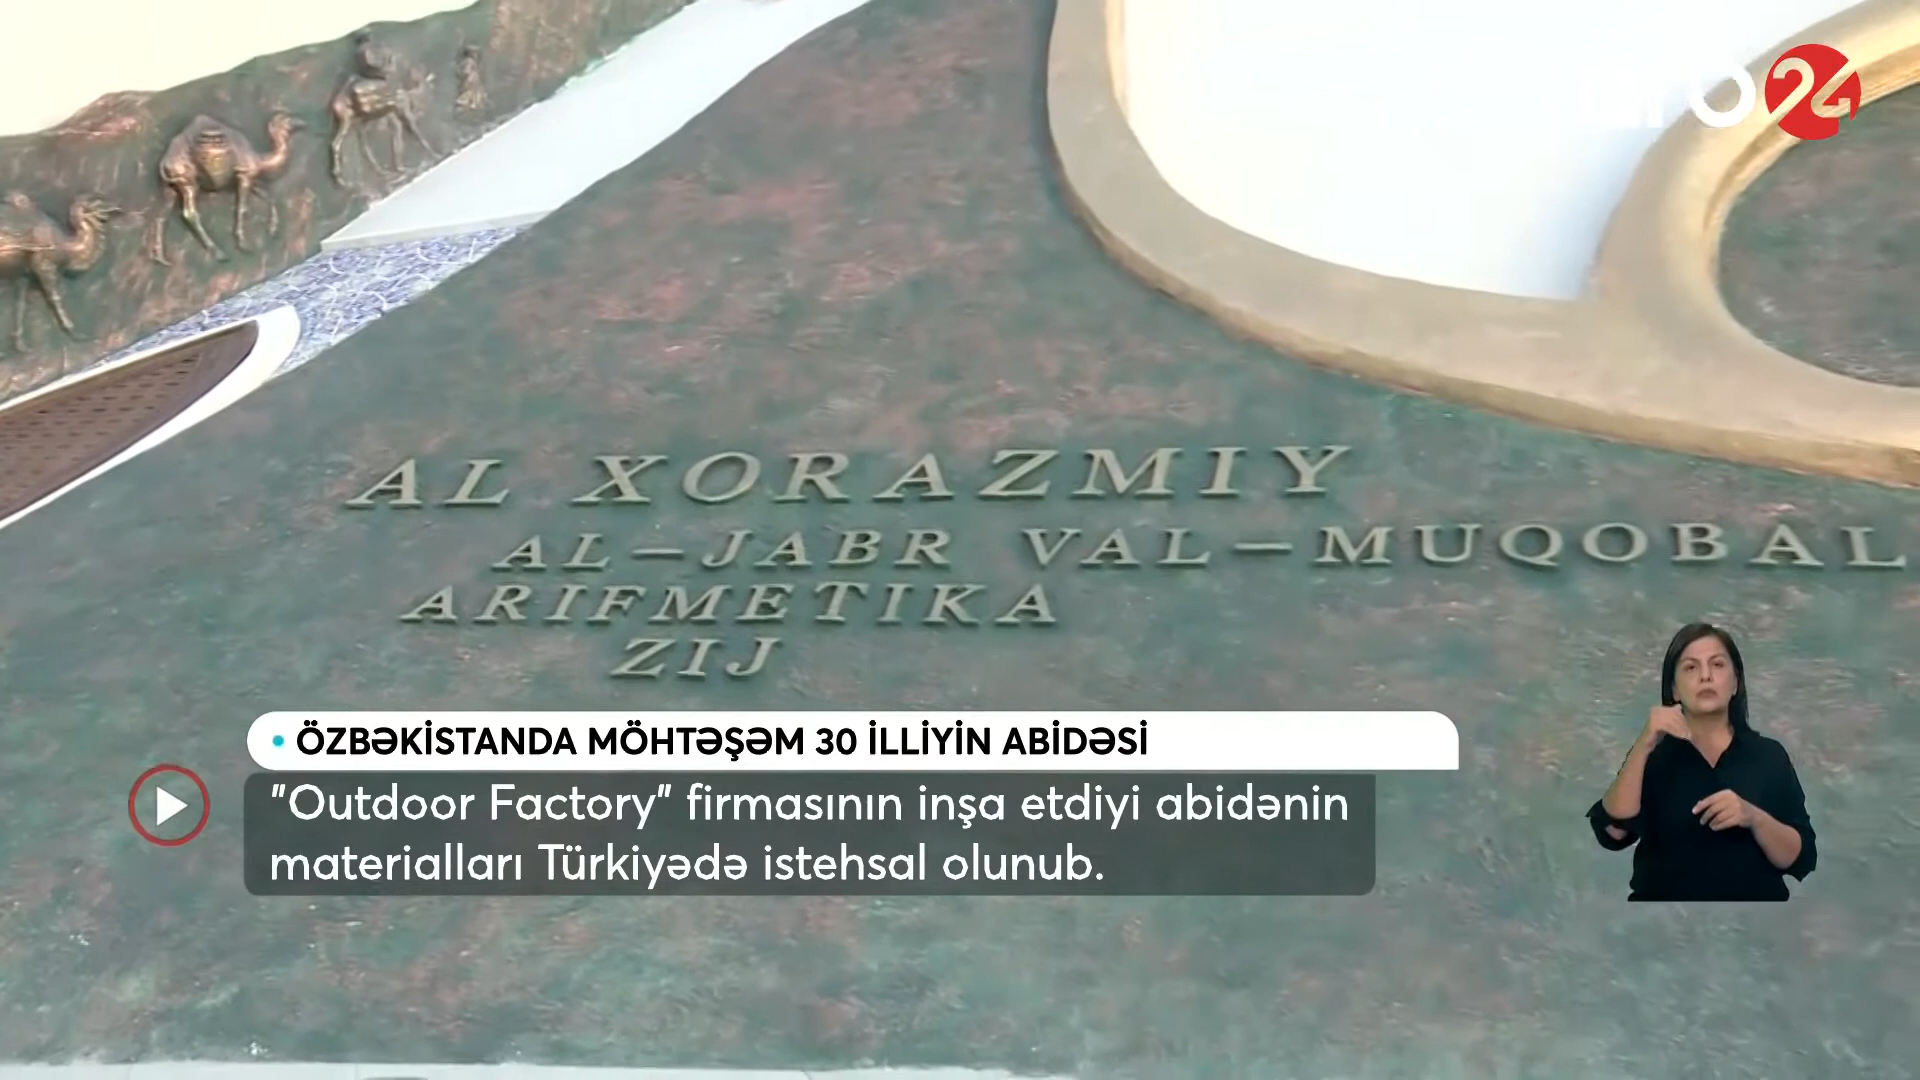 24
AL XORAZMIY
AL-JABR VAL-MUQOBAL
ARIFMETIKA
ZIJ
• ÖZBƏKİSTANDA MÖHTƏŞƏM 30 İLLİYİN ABİDƏSİ
"Outdoor Factory" firmasının inşa etdiyi abidənin
materialları Türkiyədə istehsal olunub.